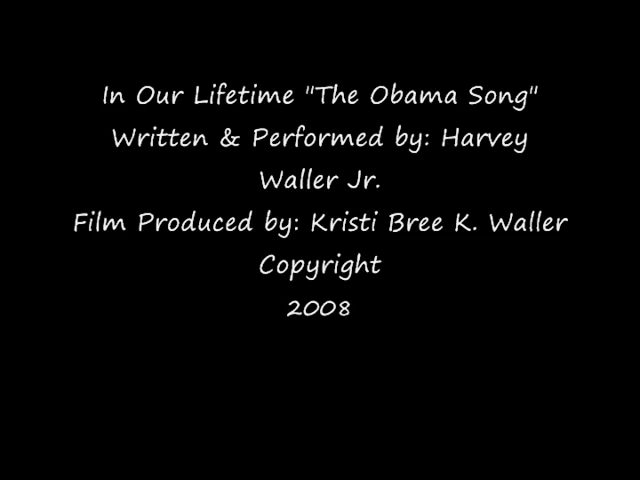 In Our Lifetime "The Obama Song"
Written & Performed by: Harvey
Waller Jr.
Film Produced by: Kristi Bree K. Waller
Copyright
2008